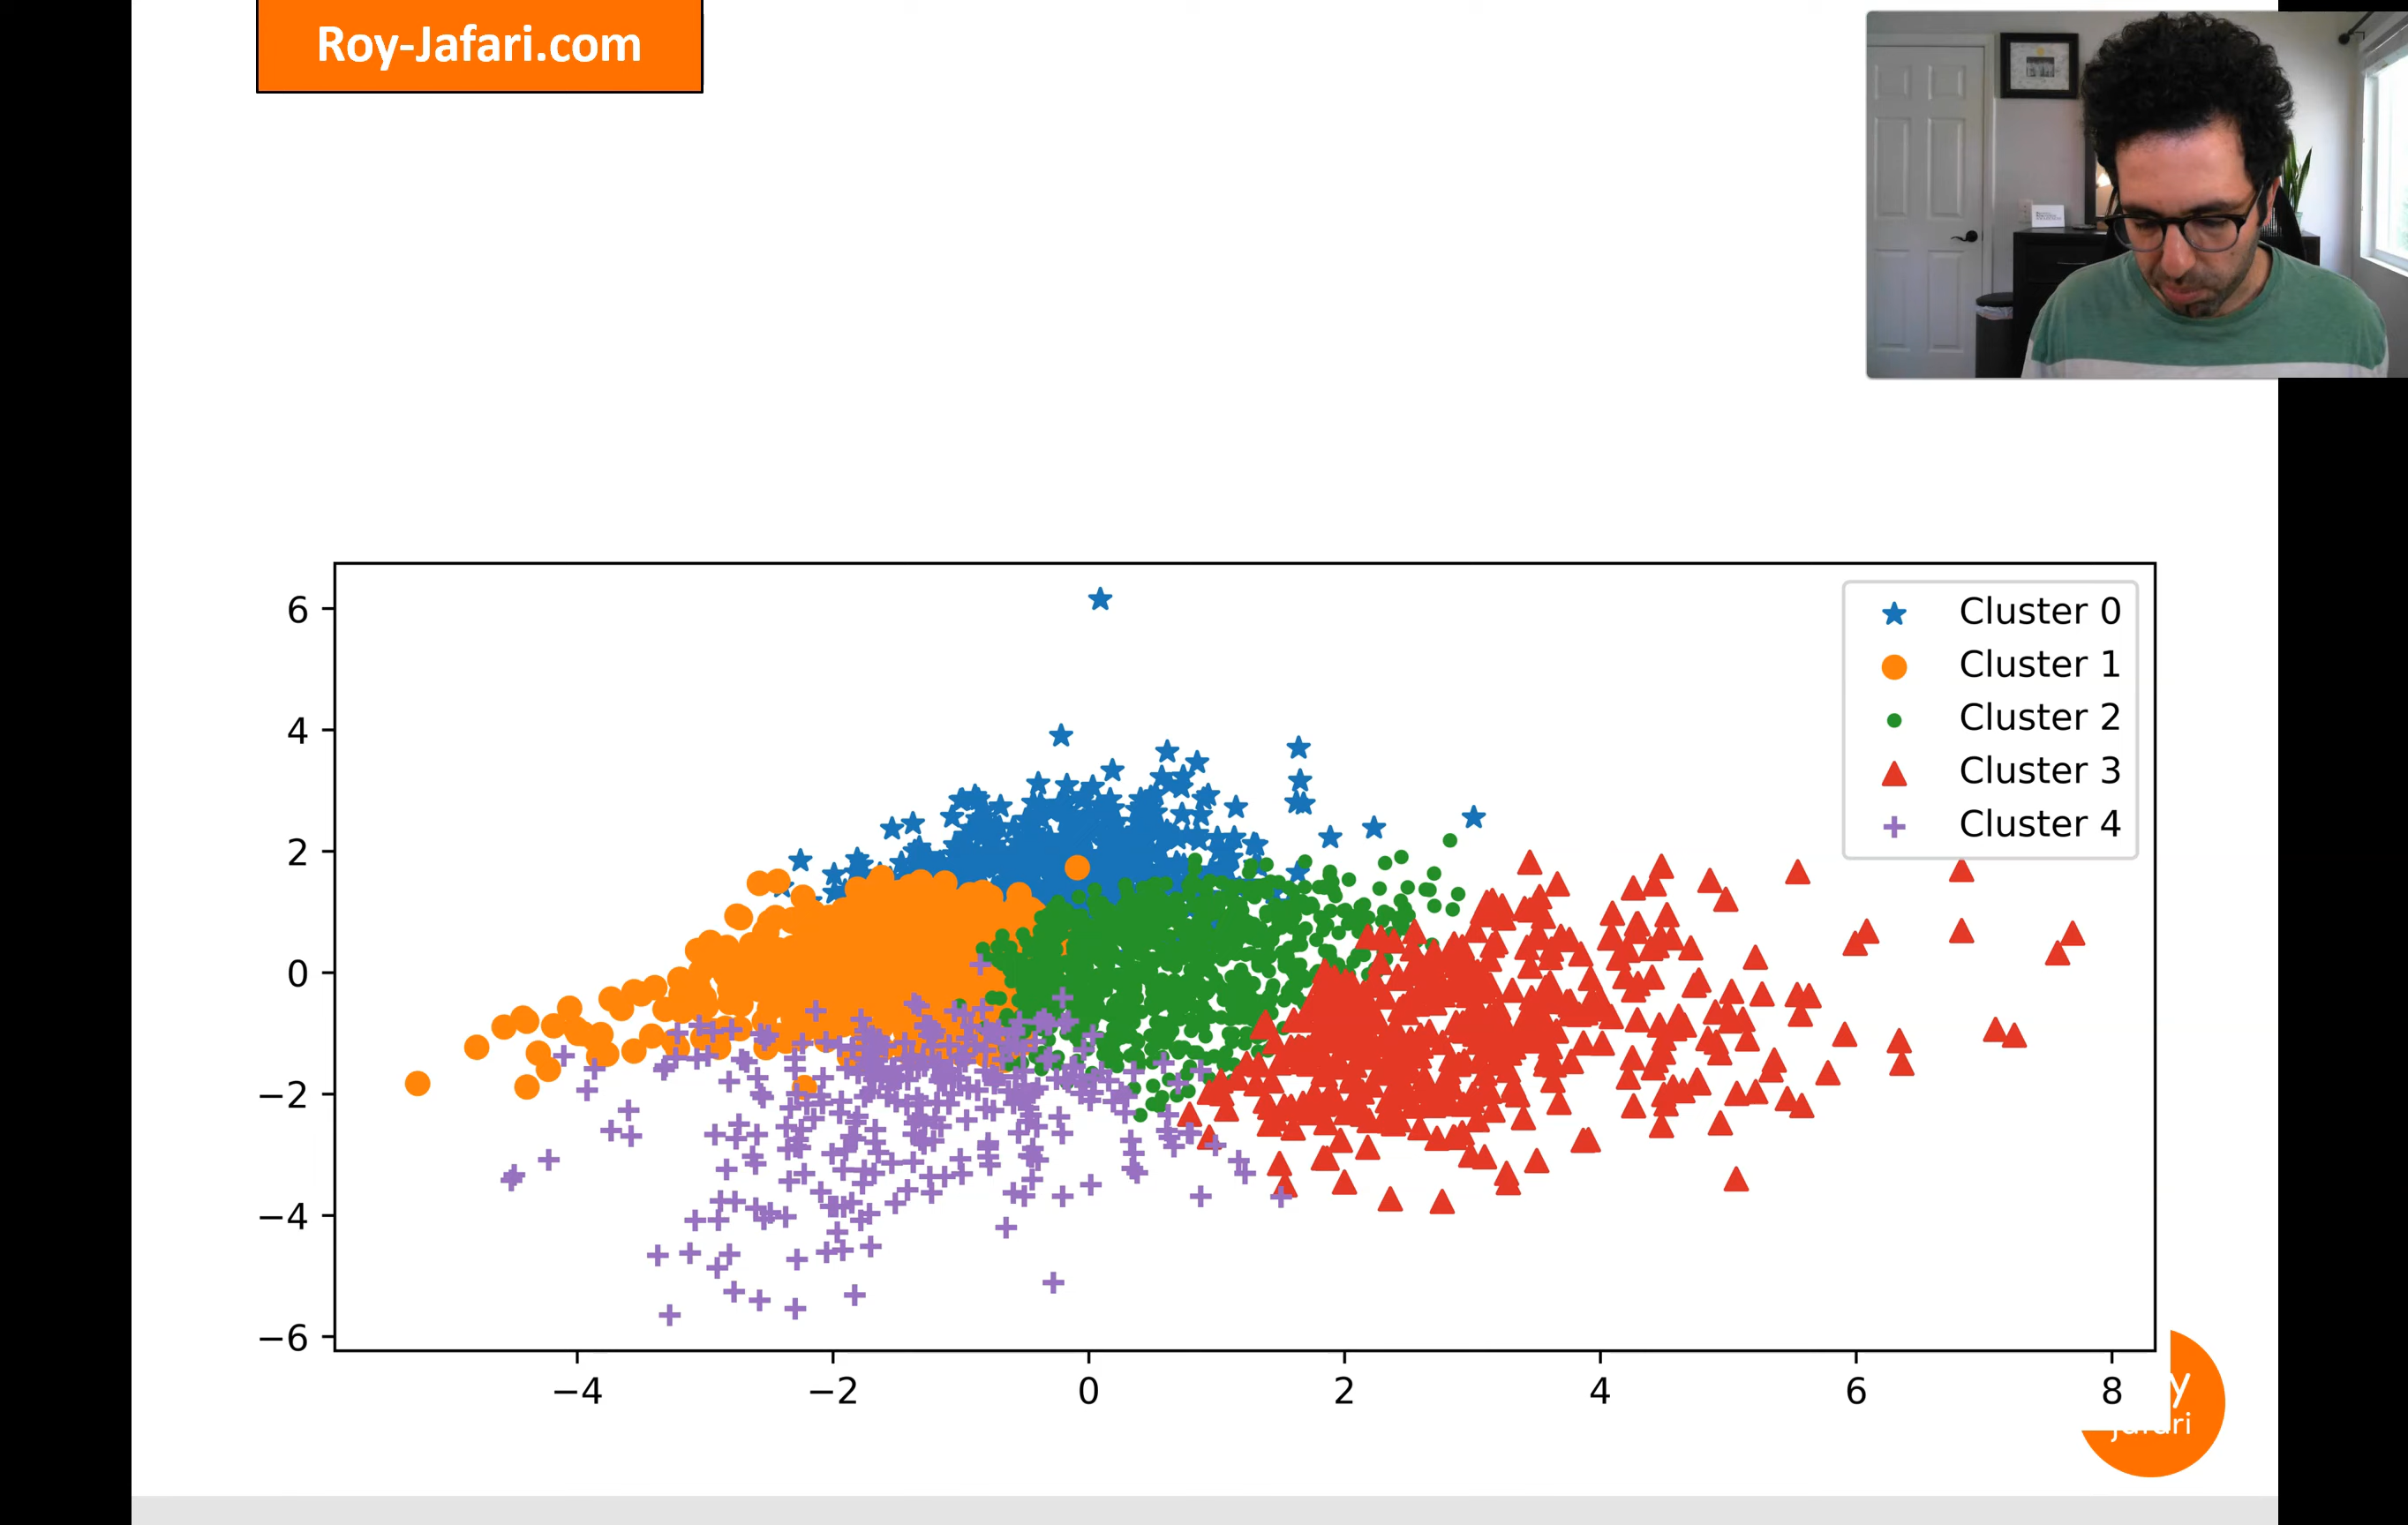 Roy-Jafari.com
6
4
2
0
−2
−4
−6
Cluster 0
Cluster 1
Cluster 2
Cluster 3
Cluster 4
−4 −2 0 2 4 6 8